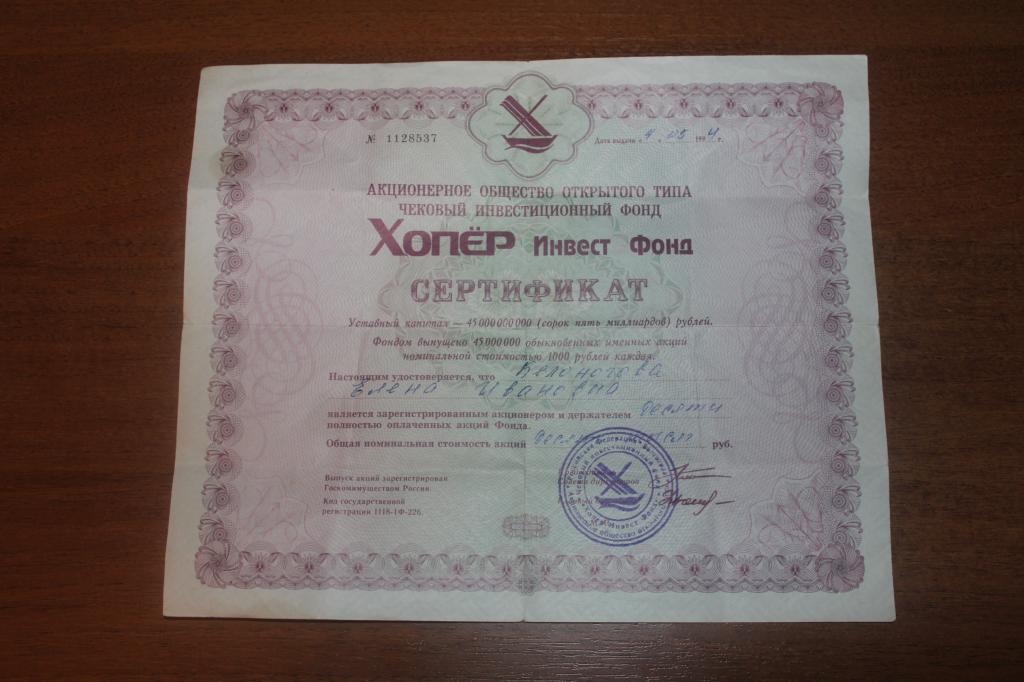 № 1128537
Дата выдачи « 4 » 03 1994 г.
АКЦИОНЕРНОЕ ОБЩЕСТВО ОТКРЫТОГО ТИПА
ЧЕКОВЫЙ ИНВЕСТИЦИОННЫЙ ФОНД
ХОПЁР ИНВЕСТ ФОНД
СЕРТИФИКАТ
Уставный капитал — 45 000 000 000 (сорок пять миллиардов) рублей.
Фондом выпущено 45 000 000 обыкновенных именных акций
номинальной стоимостью 1000 рублей каждая.
Настоящим удостоверяется, что Белоногова
Елена Ивановна
является зарегистрированным акционером и держателем десяти
полностью оплаченных акций Фонда.
Общая номинальная стоимость акций руб.
Выпуск акций зарегистрирован
Госкомимуществом России.
Код государственной
регистрации 1118-1Ф-226.